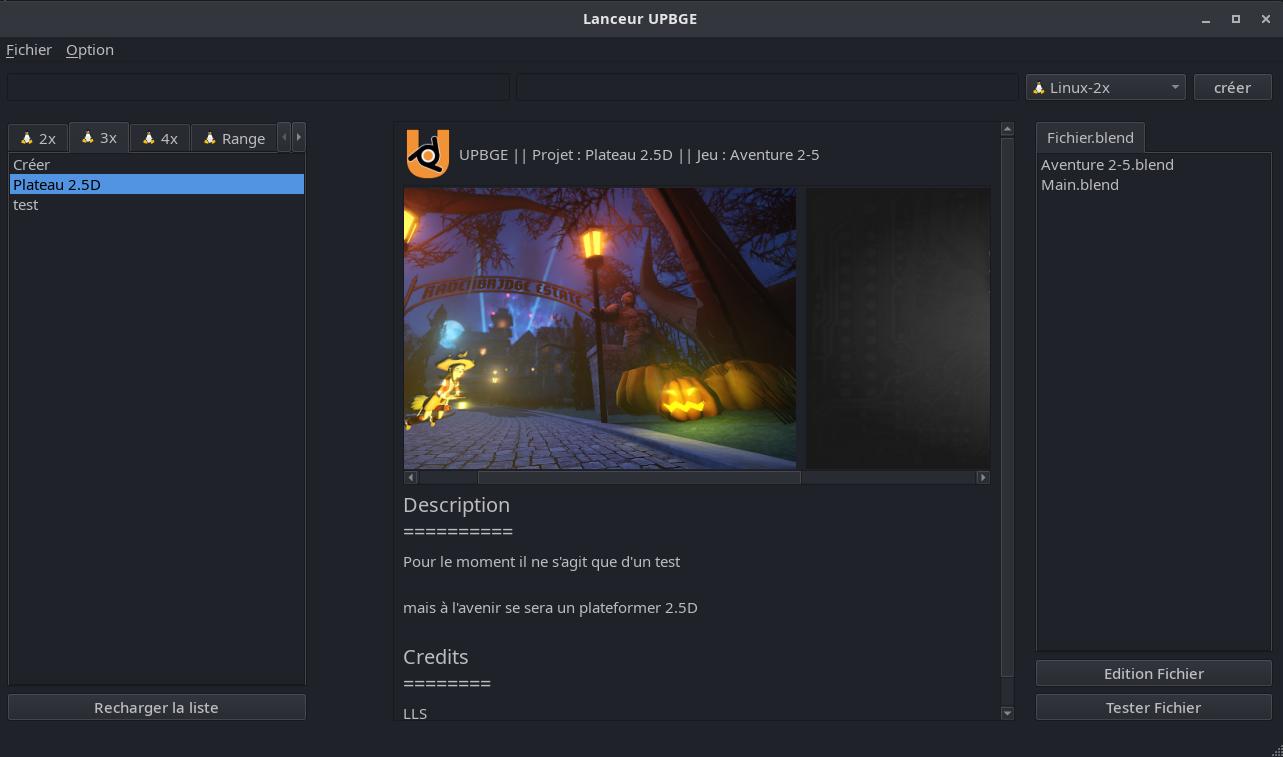 Lanceur UPBGE
Fichier Option
Linux-2x créer
2x 3x 4x Range
Créer
Plateau 2.5D
test
Recharger la liste
UPBGE || Projet : Plateau 2.5D || Jeu : Aventure 2-5
RADENBRIDGE ESTATE
Description
==========
Pour le moment il ne s'agit que d'un test
mais à l'avenir se sera un plateformer 2.5D
Credits
========
LLS
Fichier.blend
Aventure 2-5.blend
Main.blend
Edition Fichier
Tester Fichier